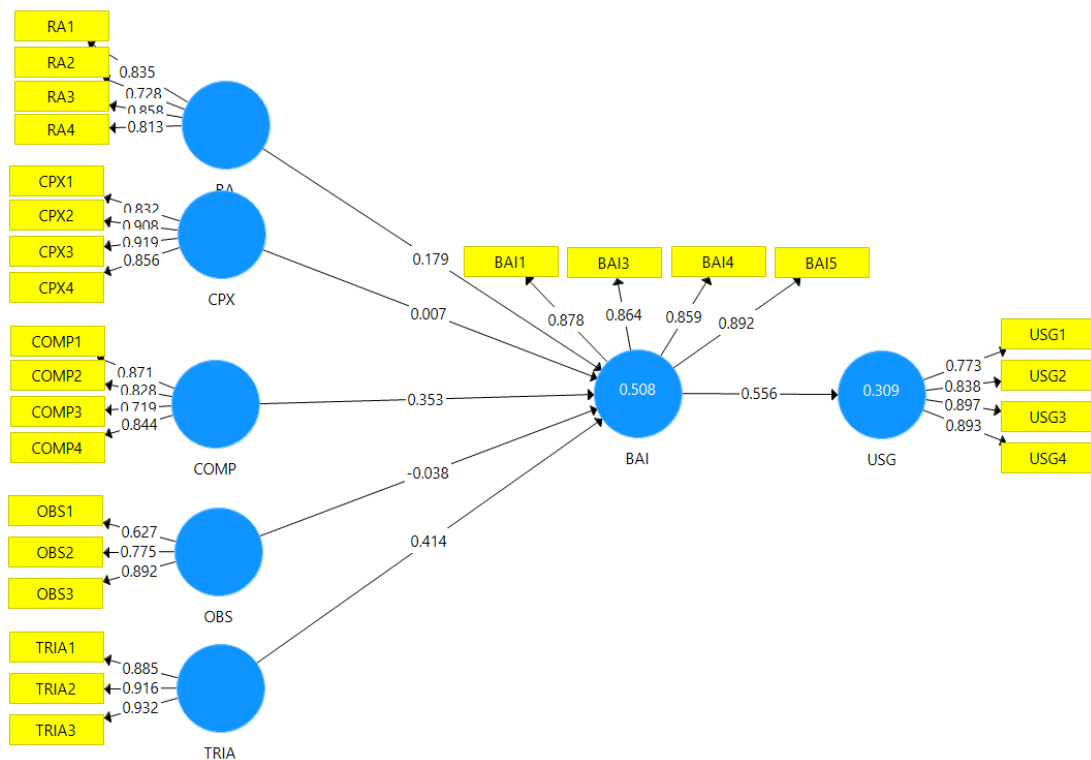 RA1
RA2
RA3
RA4
0.835
0.728
0.858
0.813
RA
CPX1
CPX2
CPX3
CPX4
0.832
0.908
0.919
0.856
CPX
COMP1
COMP2
COMP3
COMP4
0.871
0.828
0.719
0.844
COMP
OBS1
OBS2
OBS3
0.627
0.775
0.892
OBS
TRIA1
TRIA2
TRIA3
0.885
0.916
0.932
TRIA
0.179
0.007
0.353
-0.038
0.414
BAI1
BAI3
BAI4
BAI5
0.878
0.864
0.859
0.892
0.508
BAI
0.556
0.309
USG
0.773
0.838
0.897
0.893
USG1
USG2
USG3
USG4